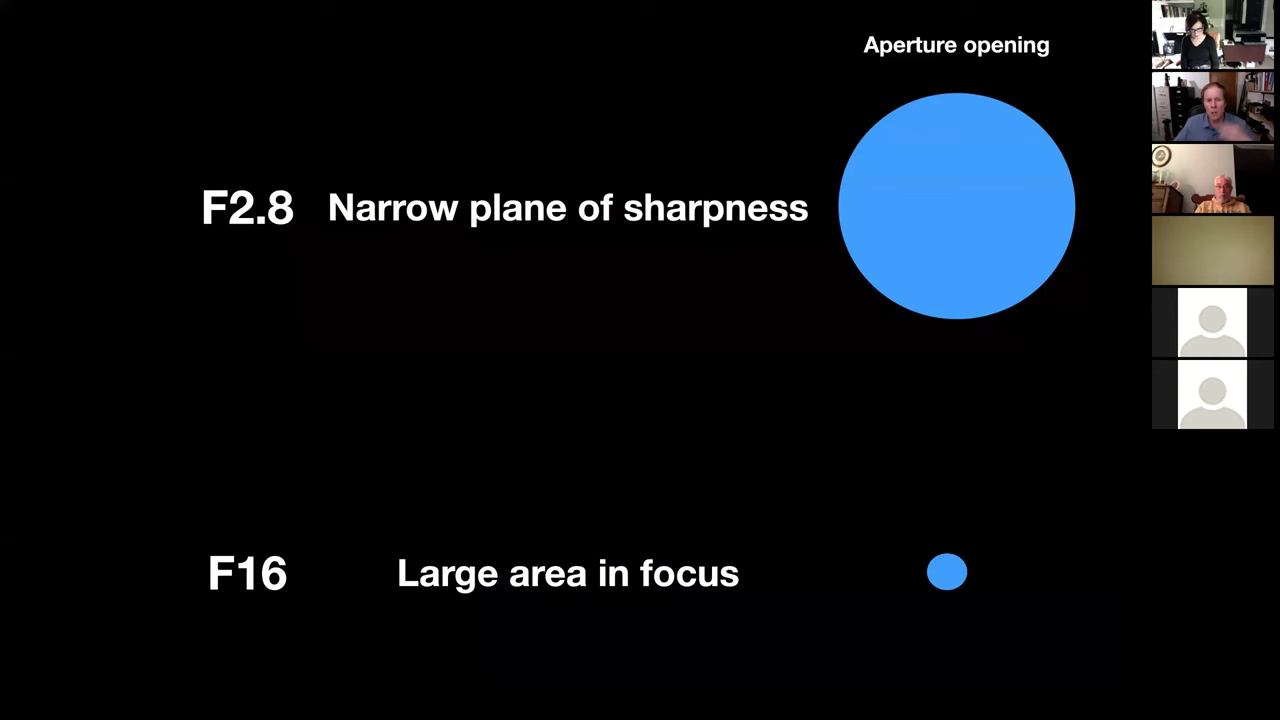 Aperture opening
F2.8 Narrow plane of sharpness
F16 Large area in focus